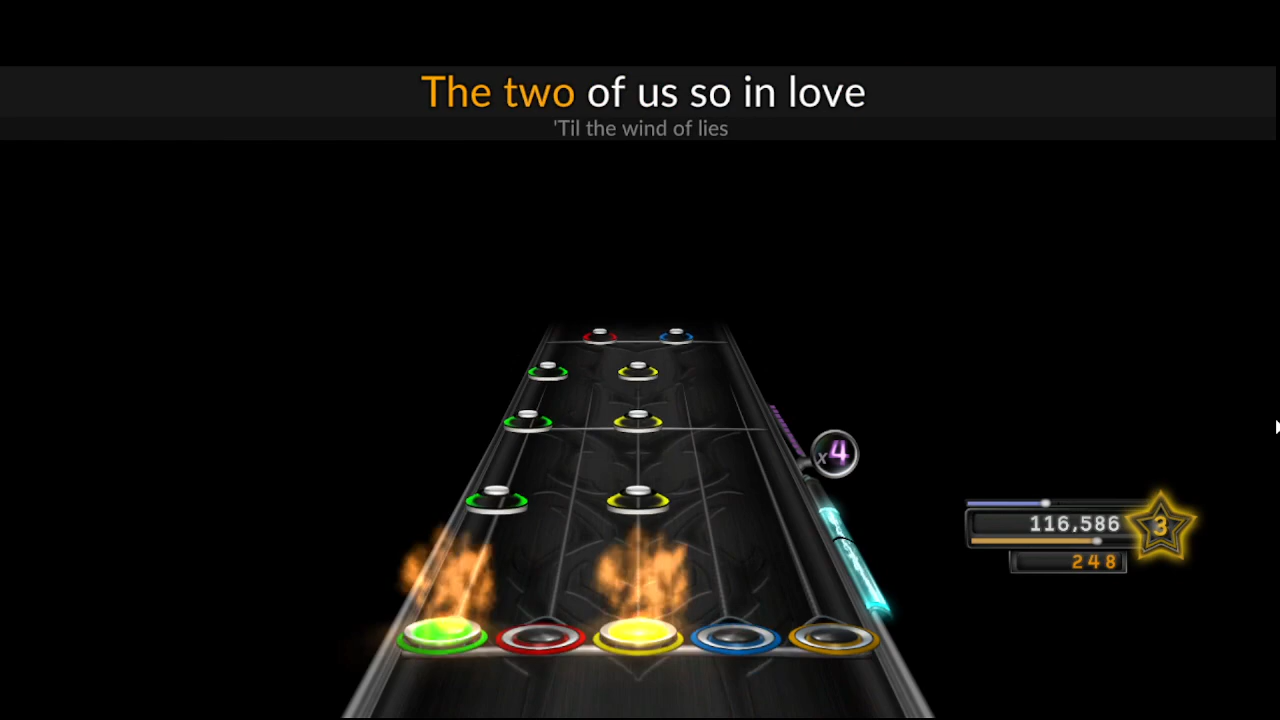 The two of us so in love
'Til the wind of lies
x4
116,586
3
248